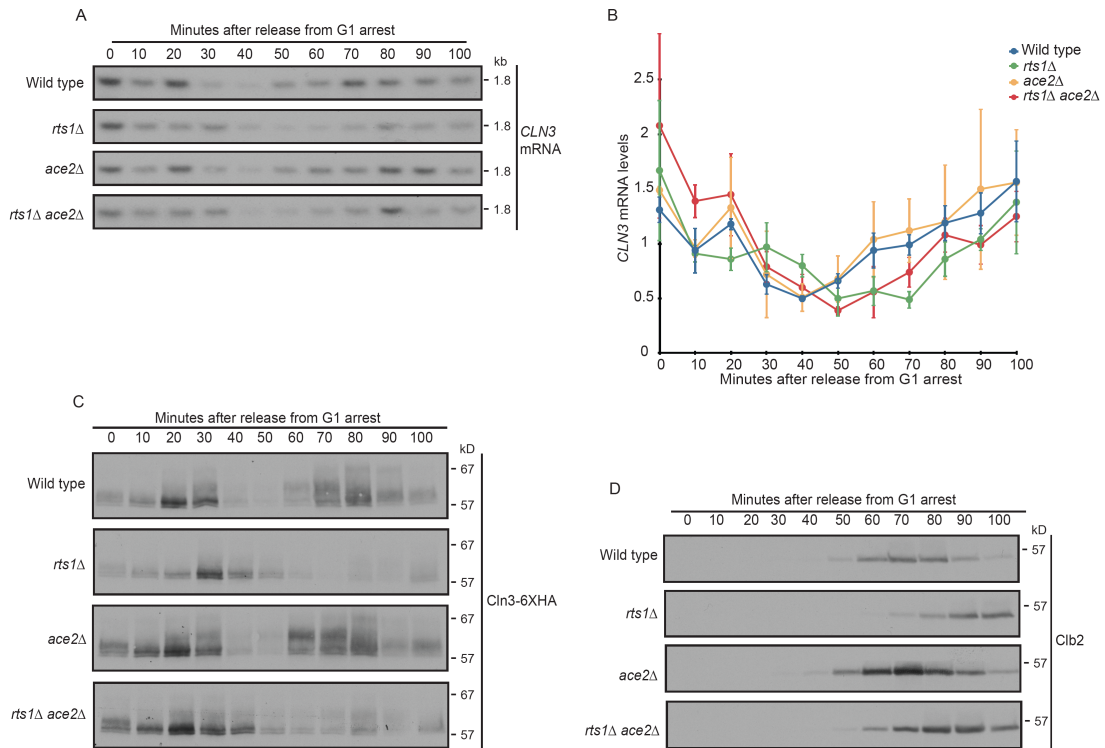 A
Minutes after release from G1 arrest
0 10 20 30 40 50 60 70 80 90 100
kb
Wild type
- 1.8
rts1Δ
- 1.8
CLN3
mRNA
ace2Δ
- 1.8
rts1Δ ace2Δ
- 1.8
B
Wild type
rts1Δ
ace2Δ
rts1Δ ace2Δ
2.5
2
1.5
1
0.5
0
CLN3 mRNA levels
0 10 20 30 40 50 60 70 80 90 100
Minutes after release from G1 arrest
C
Minutes after release from G1 arrest
0 10 20 30 40 50 60 70 80 90 100
kD
Wild type
- 67
- 57
rts1Δ
- 67
- 57
Cln3-6XHA
ace2Δ
- 67
- 57
rts1Δ ace2Δ
- 67
- 57
D
Minutes after release from G1 arrest
0 10 20 30 40 50 60 70 80 90 100
kD
Wild type
- 57
rts1Δ
- 57
Clb2
ace2Δ
- 57
rts1Δ ace2Δ
- 57